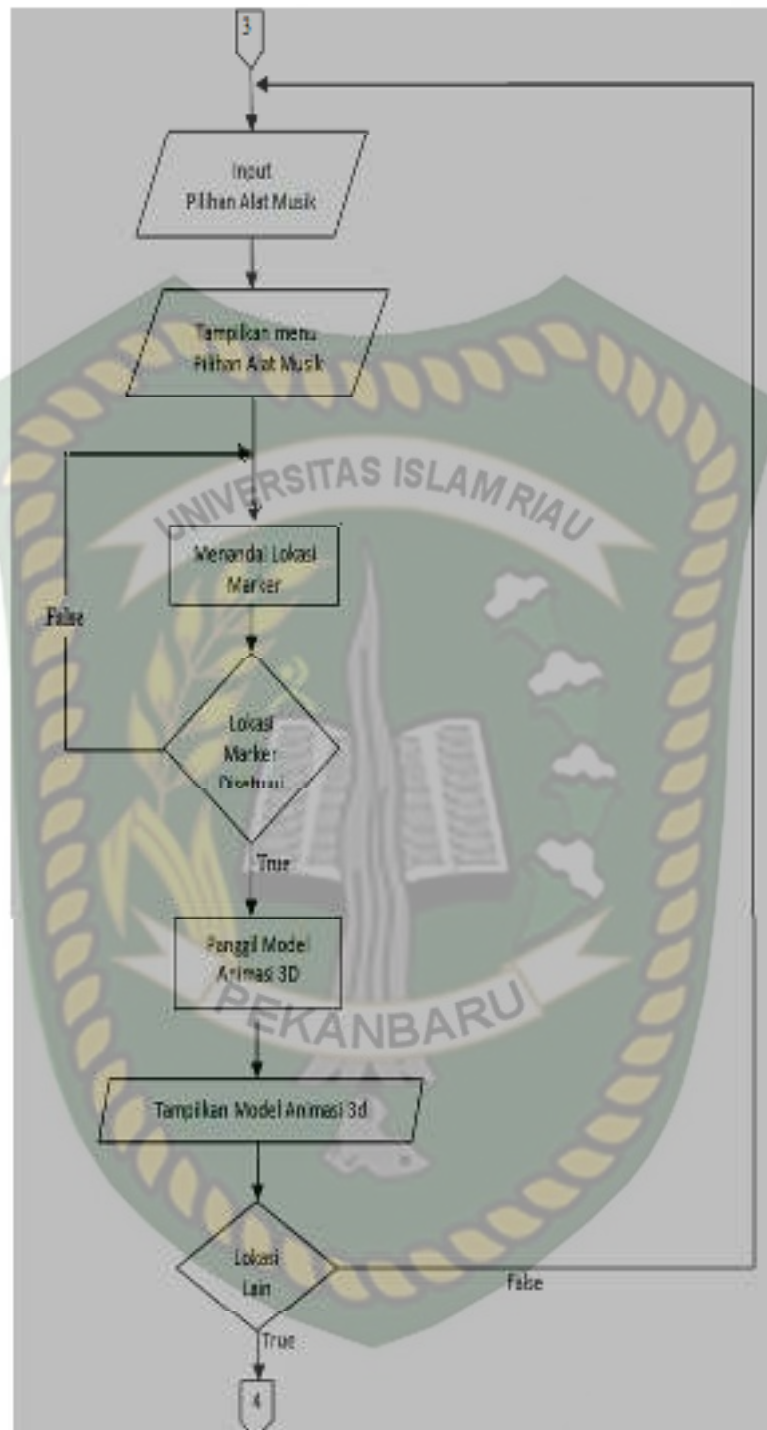 3
Input
Pilihan Alat Musik
Tampilkan menu
Pilihan Alat Musik
UNIVERSITAS ISLAM RIAU
Menandai Lokasi
Marker
False
Lokasi
Marker
True
Panggil Model
Animasi 3D
PEKANBARU
Tampilkan Model Animasi 3d
Lokasi
Lain
False
True
4